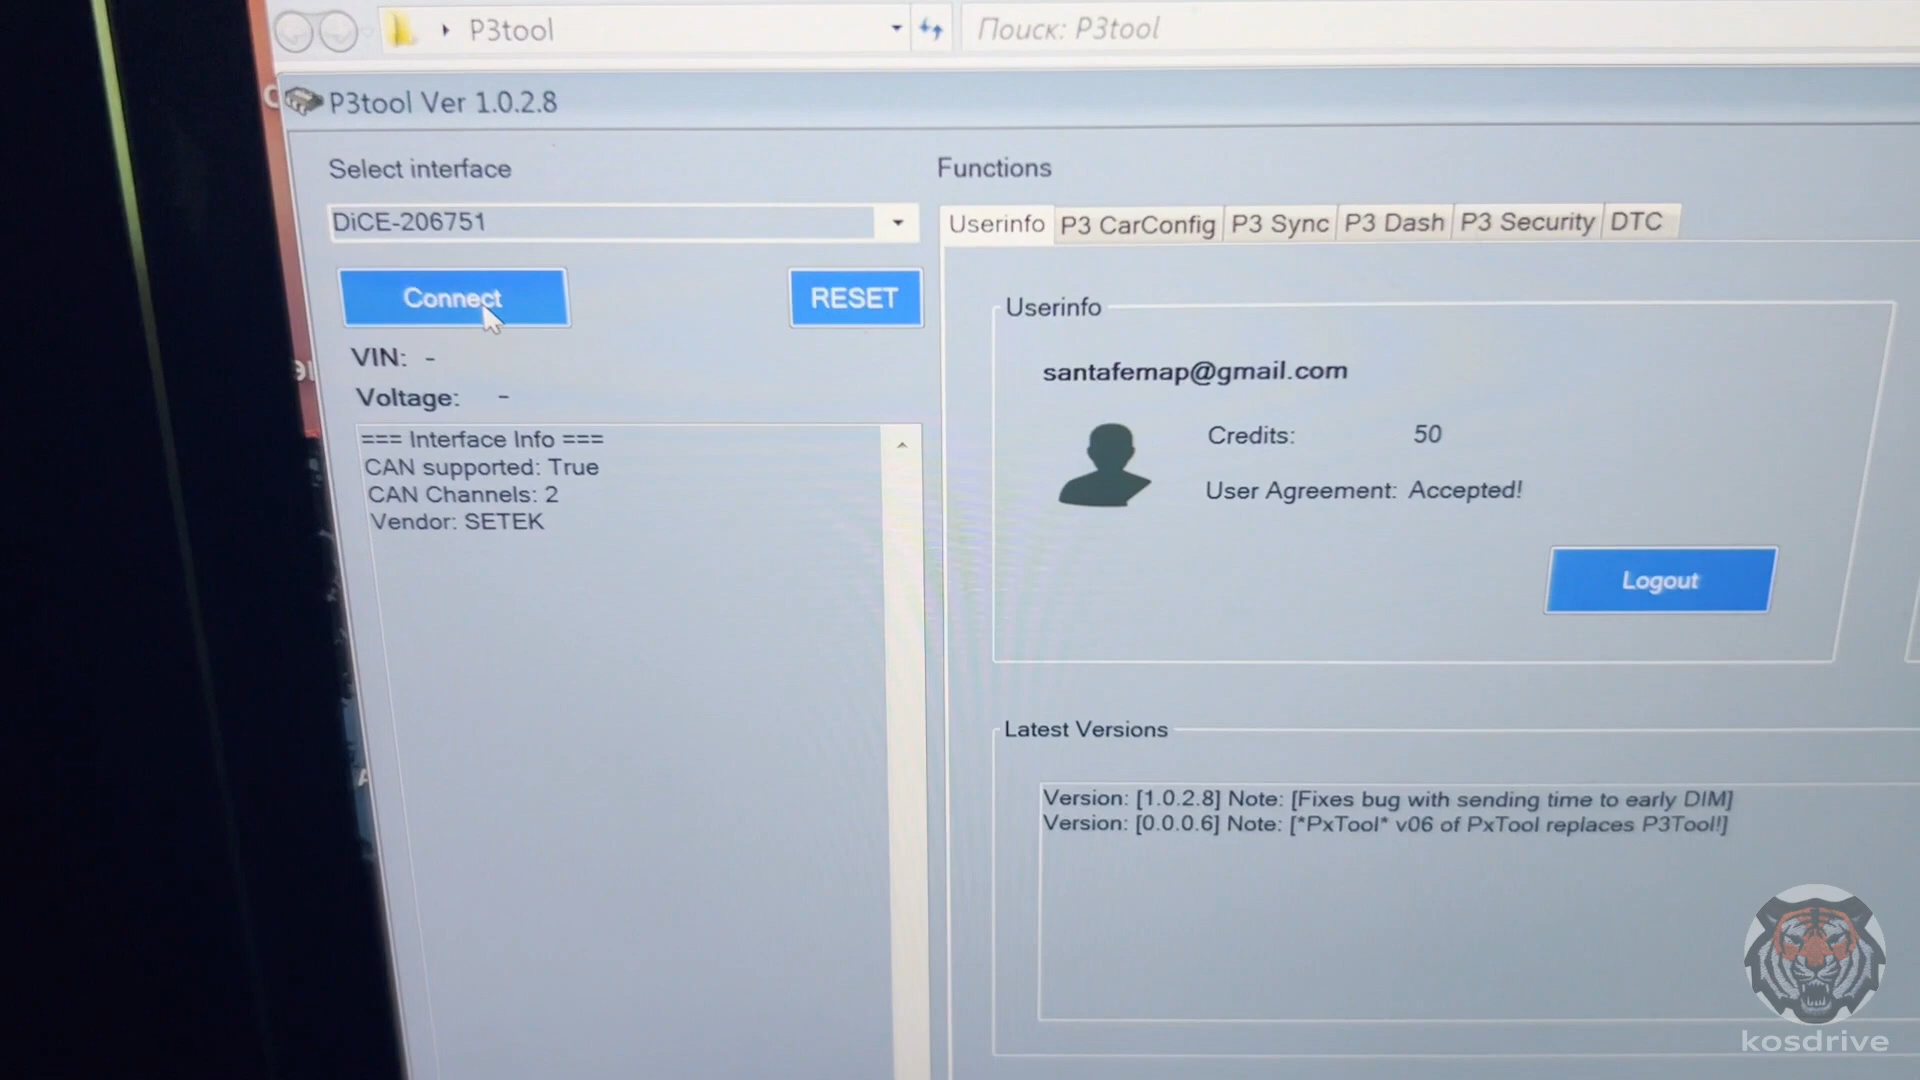 P3tool
Поиск: P3tool
P3tool Ver 1.0.2.8
Select interface
DiCE-206751
Connect
RESET
VIN: -
Voltage: -
=== Interface Info ===
CAN supported: True
CAN Channels: 2
Vendor: SETEK
Functions
Userinfo
P3 CarConfig
P3 Sync
P3 Dash
P3 Security
DTC
Userinfo
santafemap@gmail.com
Credits: 50
User Agreement: Accepted!
Logout
Latest Versions
Version: [1.0.2.8] Note: [Fixes bug with sending time to early DIM]
Version: [0.0.0.6] Note: [*PxTool* v06 of PxTool replaces P3Tool!]
kosdrive